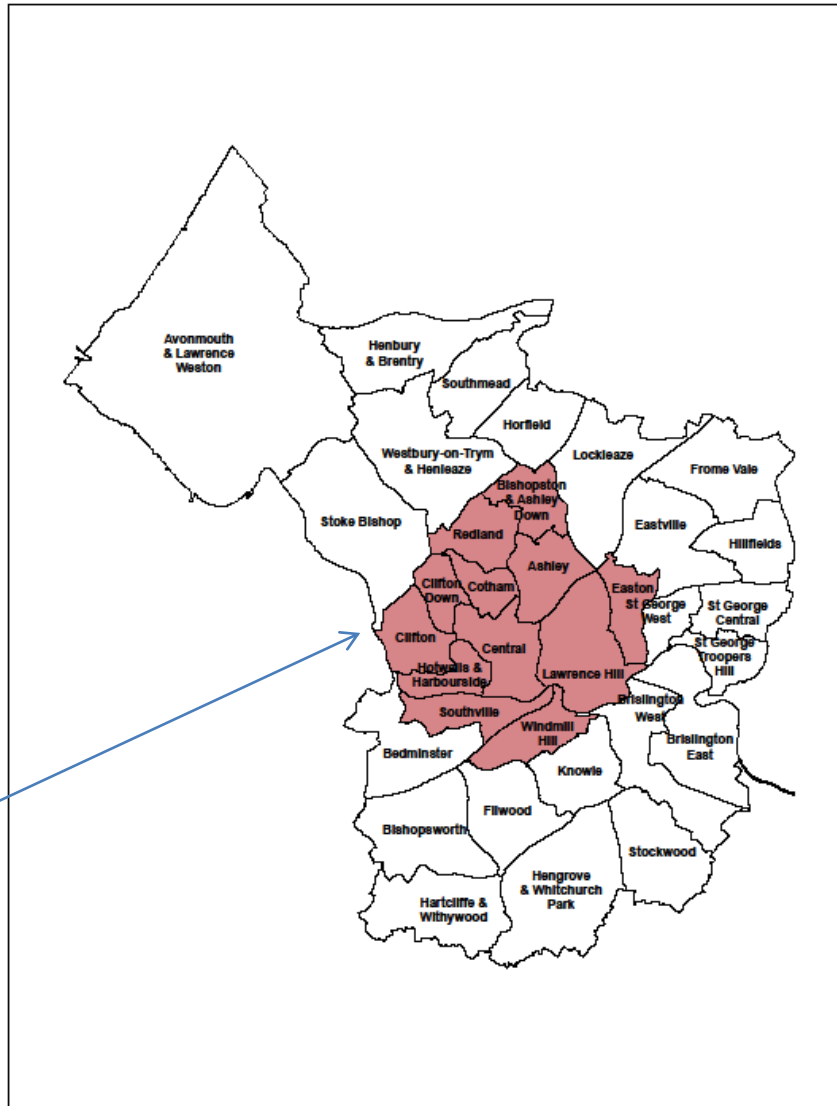 Avonmouth
& Lawrence
Weston
Henbury
& Brentry
Southmead
Horfield
Westbury-on-Trym
& Henleaze
Lockleaze
Frome Vale
Bishopston
& Ashley
Down
Stoke Bishop
Eastville
Hillfields
Redland
Ashley
Clifton
Down
Cotham
Easton
St George
West
St George
Central
Clifton
Central
St George
Troopers
Hill
Hotwells &
Harbourside
Lawrence Hill
Southville
Brislington
West
Windmill
Hill
Bedminster
Brislington
East
Knowle
Filwood
Bishopsworth
Stockwood
Hengrove
& Whitchurch
Park
Hartcliffe &
Withywood